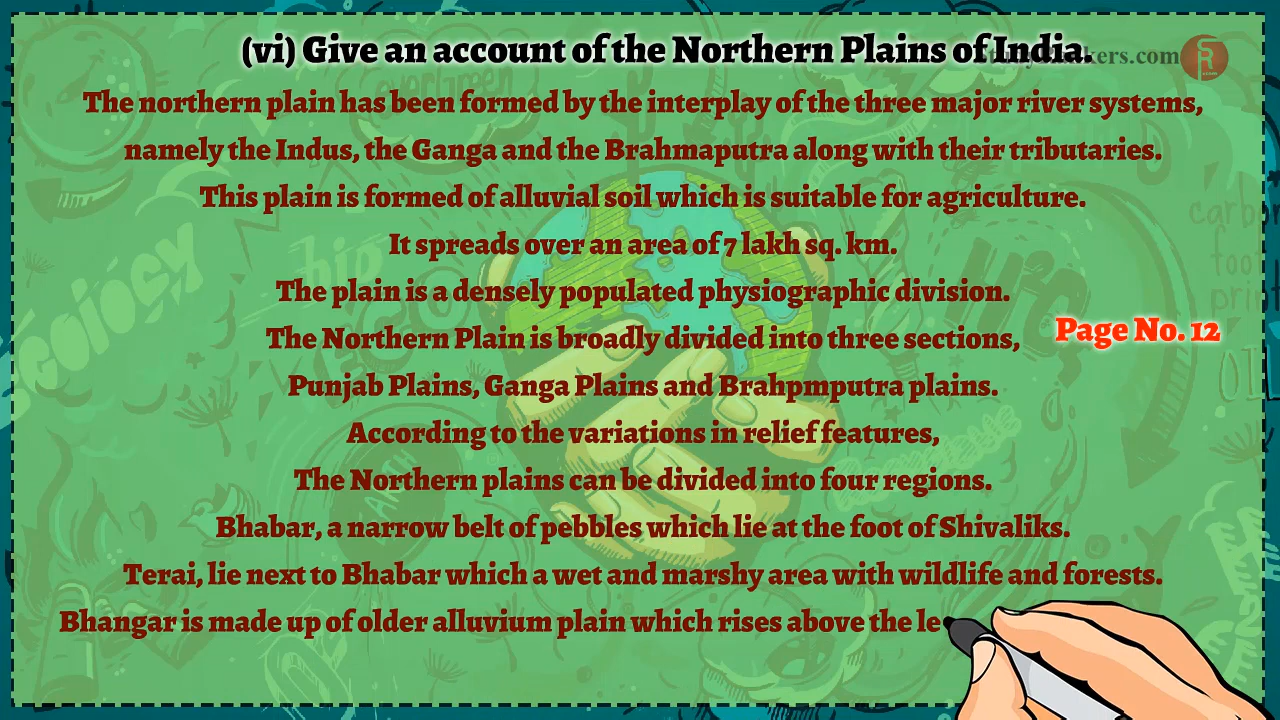 (vi) Give an account of the Northern Plains of India.
The northern plain has been formed by the interplay of the three major river systems,
namely the Indus, the Ganga and the Brahmaputra along with their tributaries.
This plain is formed of alluvial soil which is suitable for agriculture.
It spreads over an area of 7 lakh sq. km.
The plain is a densely populated physiographic division.
The Northern Plain is broadly divided into three sections,
Page No. 12
Punjab Plains, Ganga Plains and Brahpmputra plains.
According to the variations in relief features,
The Northern plains can be divided into four regions.
Bhabar, a narrow belt of pebbles which lie at the foot of Shivaliks.
Terai, lie next to Bhabar which a wet and marshy area with wildlife and forests.
Bhangar is made up of older alluvium plain which rises above the le